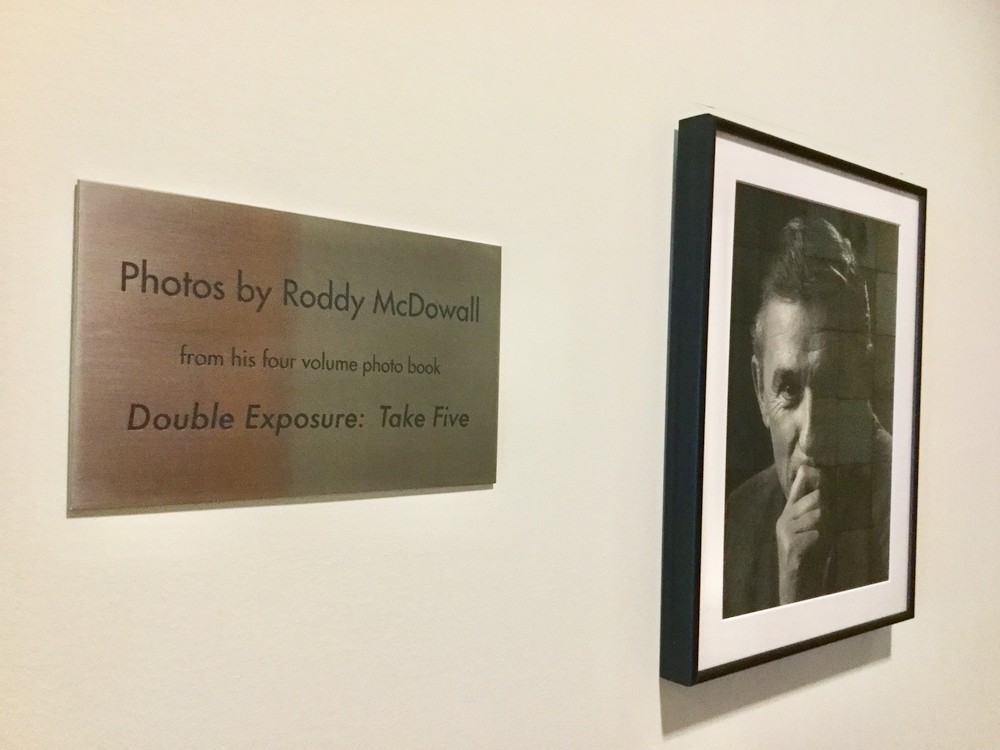 Photos by Roddy McDowall
from his four volume photo book
Double Exposure: Take Five